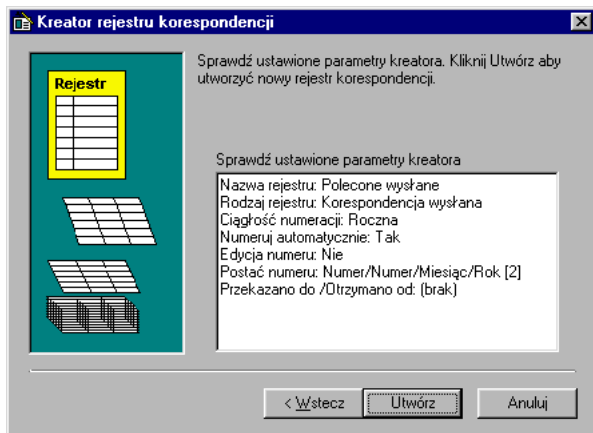 Kreator rejestru korespondencji
Rejestr
Sprawdź ustawione parametry kreatora. Kliknij Utwórz aby
utworzyć nowy rejestr korespondencji.
Sprawdź ustawione parametry kreatora
Nazwa rejestru: Polecone wysłane
Rodzaj rejestru: Korespondencja wysłana
Ciągłość numeracji: Roczna
Numeruj automatycznie: Tak
Edycja numeru: Nie
Postać numeru: Numer/Numer/Miesiąc/Rok [2]
Przekazano do /Otrzymano od: (brak)
< Wstecz
Utwórz
Anuluj